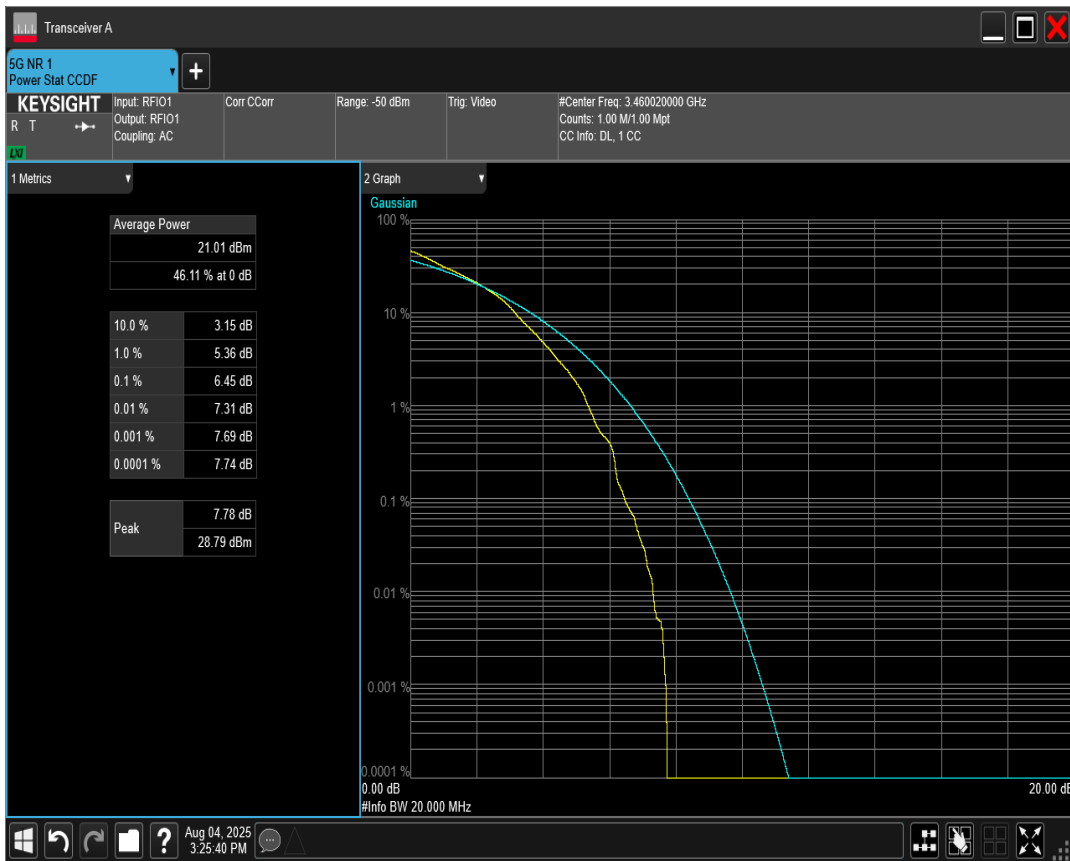 Transceiver A
5G NR 1
Power Stat CCDF
+
KEYSIGHT
R T
LXI
Input: RFIO1
Output: RFIO1
Coupling: AC
Corr CCorr
Range: -50 dBm
Trig: Video
#Center Freq: 3.460020000 GHz
Counts: 1.00 M/1.00 Mpt
CC Info: DL, 1 CC
1 Metrics
Average Power
21.01 dBm
46.11 % at 0 dB
10.0 % 3.15 dB
1.0 % 5.36 dB
0.1 % 6.45 dB
0.01 % 7.31 dB
0.001 % 7.69 dB
0.0001 % 7.74 dB
Peak
7.78 dB
28.79 dBm
2 Graph
Gaussian
100 %
10 %
1 %
0.1 %
0.01 %
0.001 %
0.0001 %
0.00 dB
20.00 dB
#Info BW 20.000 MHz
?
Aug 04, 2025
3:25:40 PM